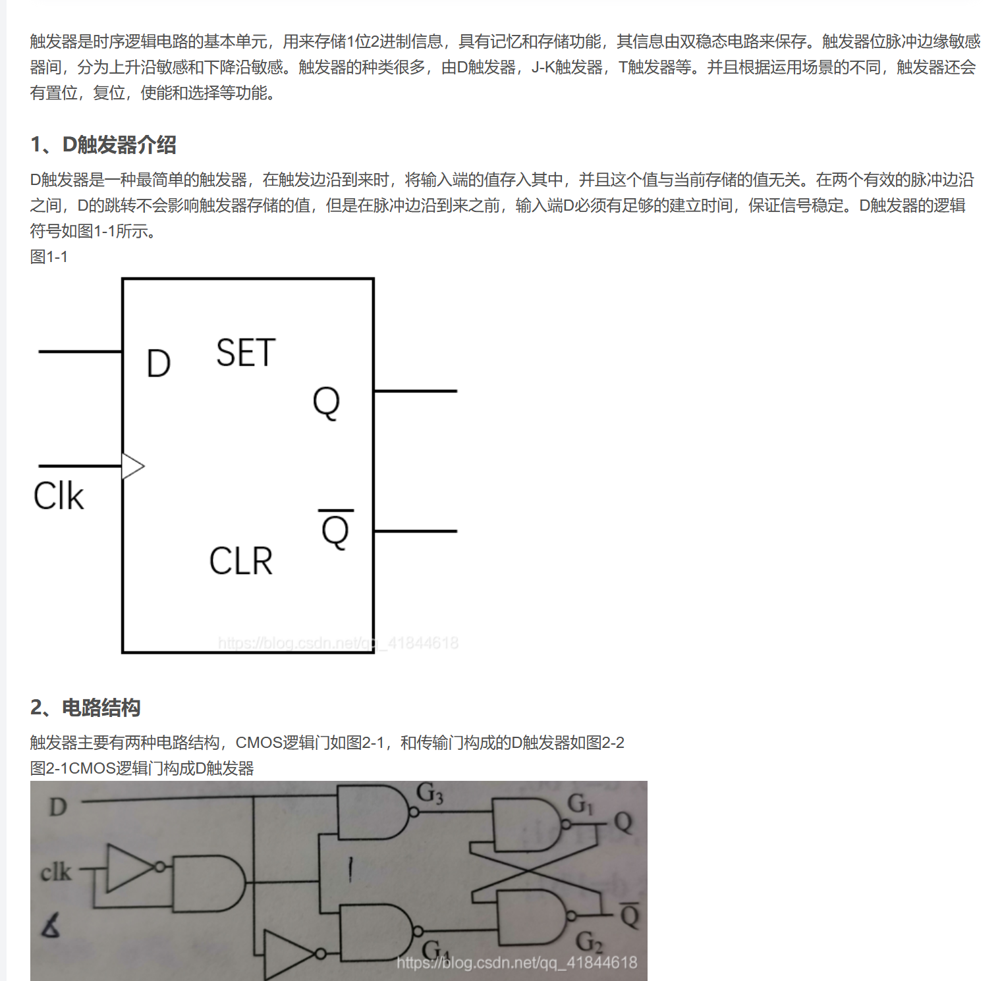 触发器是时序逻辑电路的基本单元，用来存储1位2进制信息，具有记忆和存储功能，其信息由双稳态电路来保存。触发器位脉冲边缘敏感
器间，分为上升沿敏感和下降沿敏感。触发器的种类很多，由D触发器，J-K触发器，T触发器等。并且根据运用场景的不同，触发器还会
有置位，复位，使能和选择等功能。
1、D触发器介绍
D触发器是一种最简单的触发器，在触发边沿到来时，将输入端的值存入其中，并且这个值与当前存储的值无关。在两个有效的脉冲边沿
之间，D的跳转不会影响触发器存储的值，但是在脉冲边沿到来之前，输入端D必须有足够的建立时间，保证信号稳定。D触发器的逻辑
符号如图1-1所示。
图1-1
D SET
Q
Clk
Q
CLR
https://blog.csdn.net/qq_41844618
2、电路结构
触发器主要有两种电路结构，CMOS逻辑门如图2-1，和传输门构成的D触发器如图2-2
图2-1CMOS逻辑门构成D触发器
D G3 G1 Q
clk
Q
G4 G2
https://blog.csdn.net/qq_41844618